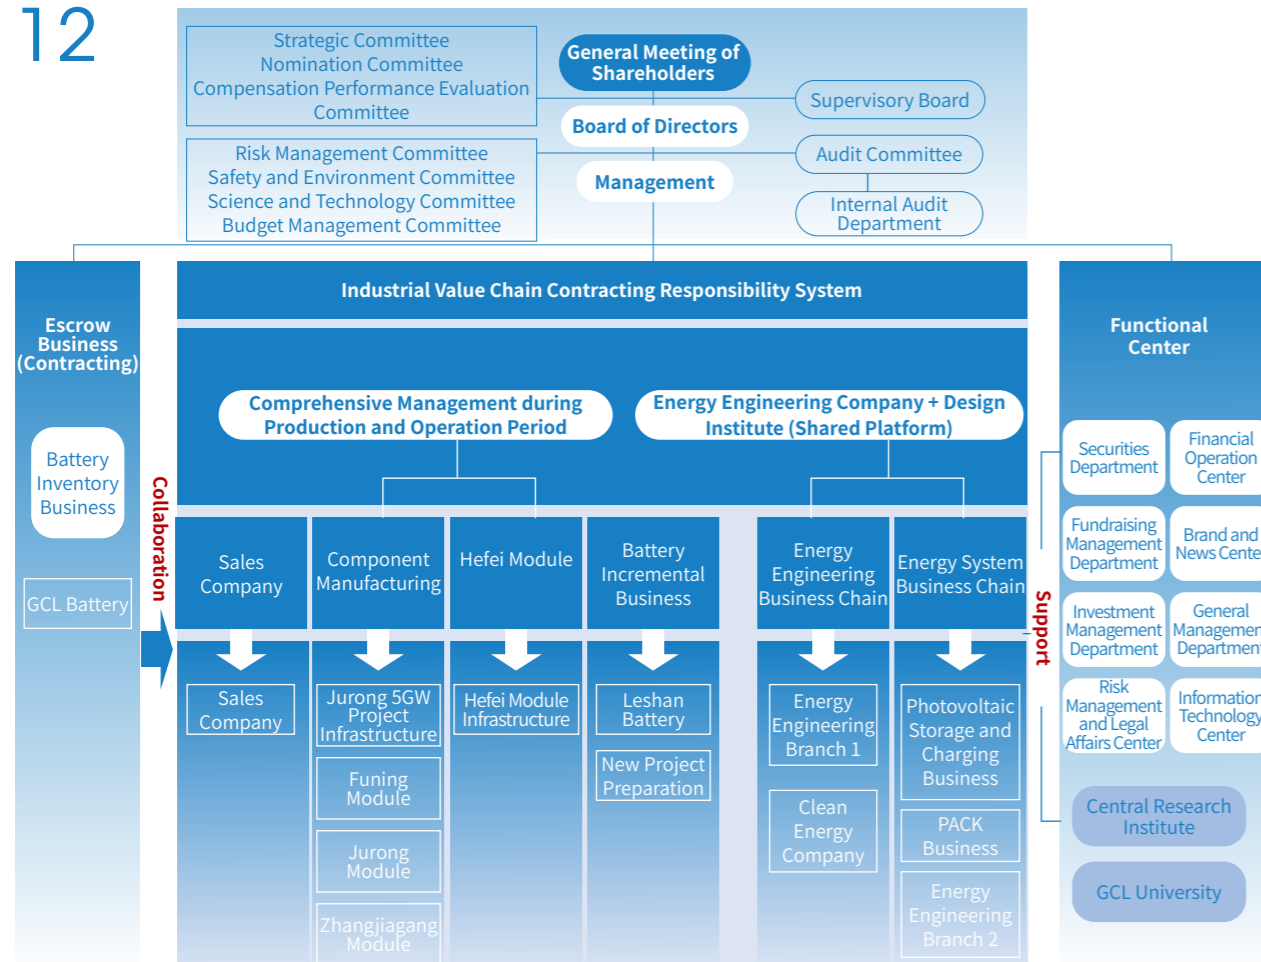 12
Strategic Committee
Nomination Committee
Compensation Performance Evaluation
Committee
General Meeting of
Shareholders
Supervisory Board
Board of Directors
Risk Management Committee
Safety and Environment Committee
Science and Technology Committee
Budget Management Committee
Audit Committee
Management
Internal Audit
Department
Escrow
Business
(Contracting)
Battery
Inventory
Business
GCL Battery
Collaboration
Industrial Value Chain Contracting Responsibility System
Comprehensive Management during
Production and Operation Period
Energy Engineering Company + Design
Institute (Shared Platform)
Sales
Company
Component
Manufacturing
Hefei Module
Battery
Incremental
Business
Energy
Engineering
Business Chain
Energy System
Business Chain
Sales
Company
Jurong 5GW
Project
Infrastructure
Funing
Module
Jurong
Module
Zhangjiagang
Module
Hefei Module
Infrastructure
Leshan
Battery
New Project
Preparation
Energy
Engineering
Branch 1
Clean
Energy
Company
Photovoltaic
Storage and
Charging
Business
PACK
Business
Energy
Engineering
Branch 2
Support
Functional
Center
Securities
Department
Financial
Operation
Center
Fundraising
Management
Department
Brand and
News Cente
Investment
Management
Department
General
Managemen
Department
Risk
Management
and Legal
Affairs Center
Information
Technology
Center
Central Research
Institute
GCL University